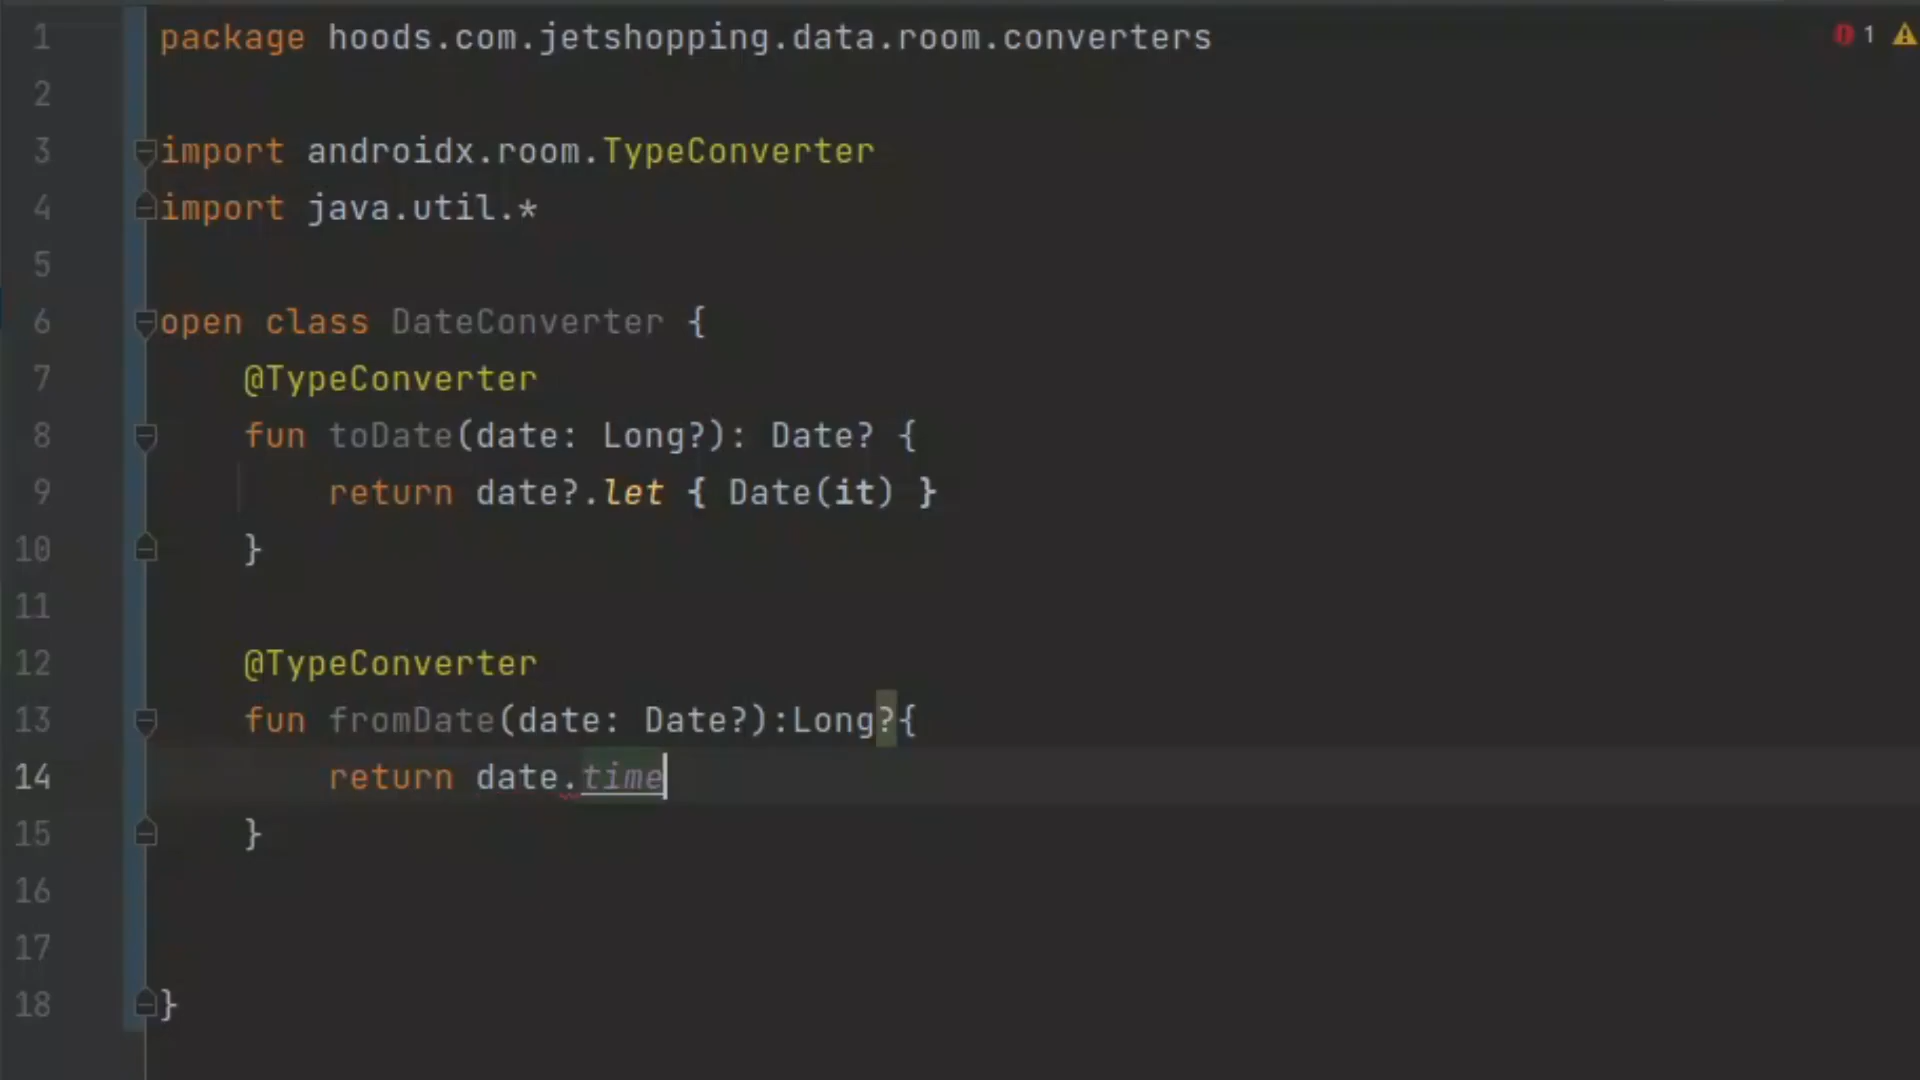 1 package hoods.com.jetshopping.data.room.converters 1
2
3 import androidx.room.TypeConverter
4 import java.util.*
5
6 open class DateConverter {
7 @TypeConverter
8 fun toDate(date: Long?): Date? {
9 return date?.let { Date(it) }
10 }
11
12 @TypeConverter
13 fun fromDate(date: Date?):Long?{
14 return date.time
15 }
16
17
18 }